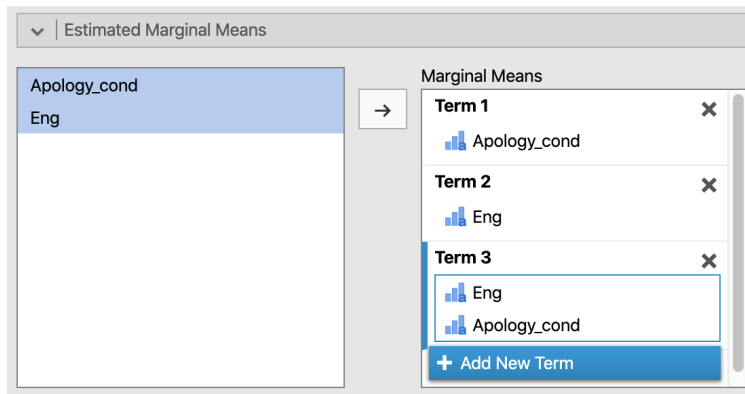 Estimated Marginal Means
Apology_cond
Eng
Marginal Means
Term 1
Apology_cond
Term 2
Eng
Term 3
Eng
Apology_cond
Add New Term